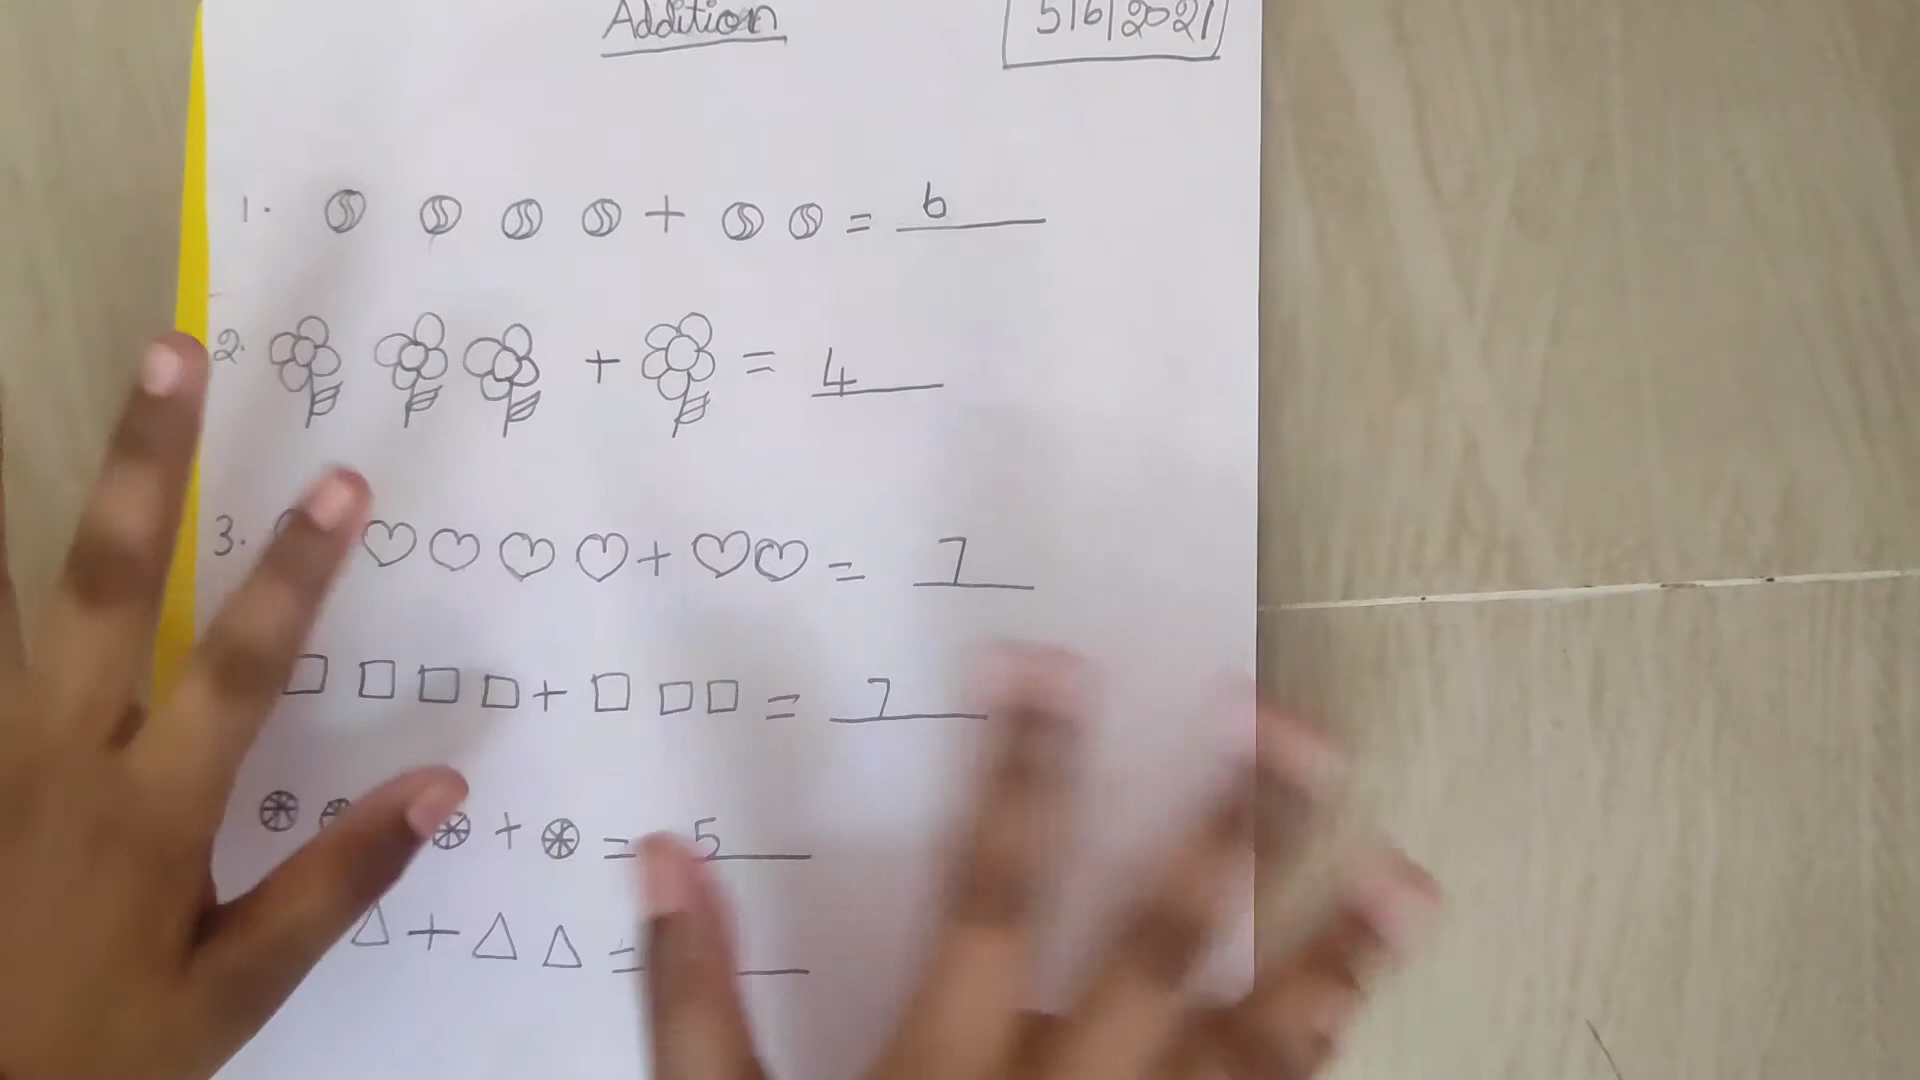 Addition
5/6/2021
1. + = 6
2. + = 4
3. + = 7
+ = 7
+ = 5
+ =